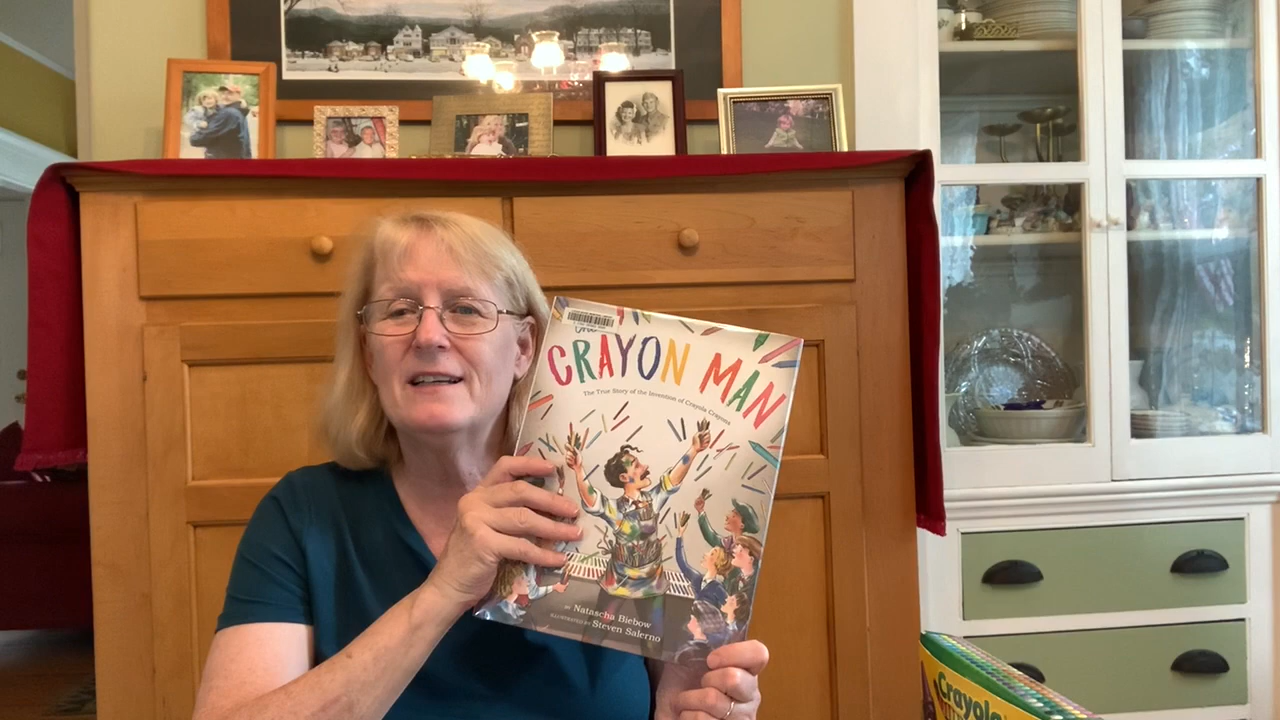 The
CRAYON MAN
The True Story of the Invention of Crayola Crayons
BY Natascha Biebow
ILLUSTRATED BY Steven Salerno
Crayola